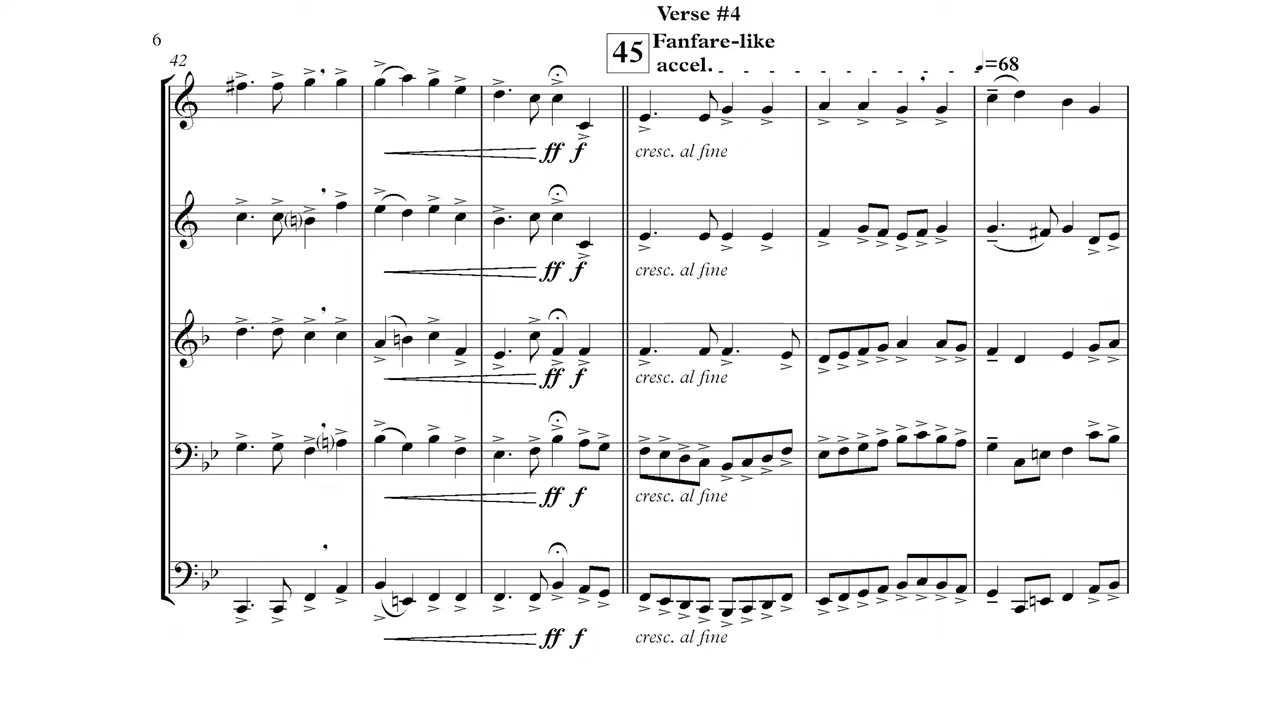 Verse #4
6
45 Fanfare-like
42
accel. =68
ff f
cresc. al fine
ff f
cresc. al fine
ff f
cresc. al fine
ff f
cresc. al fine
ff f
cresc. al fine